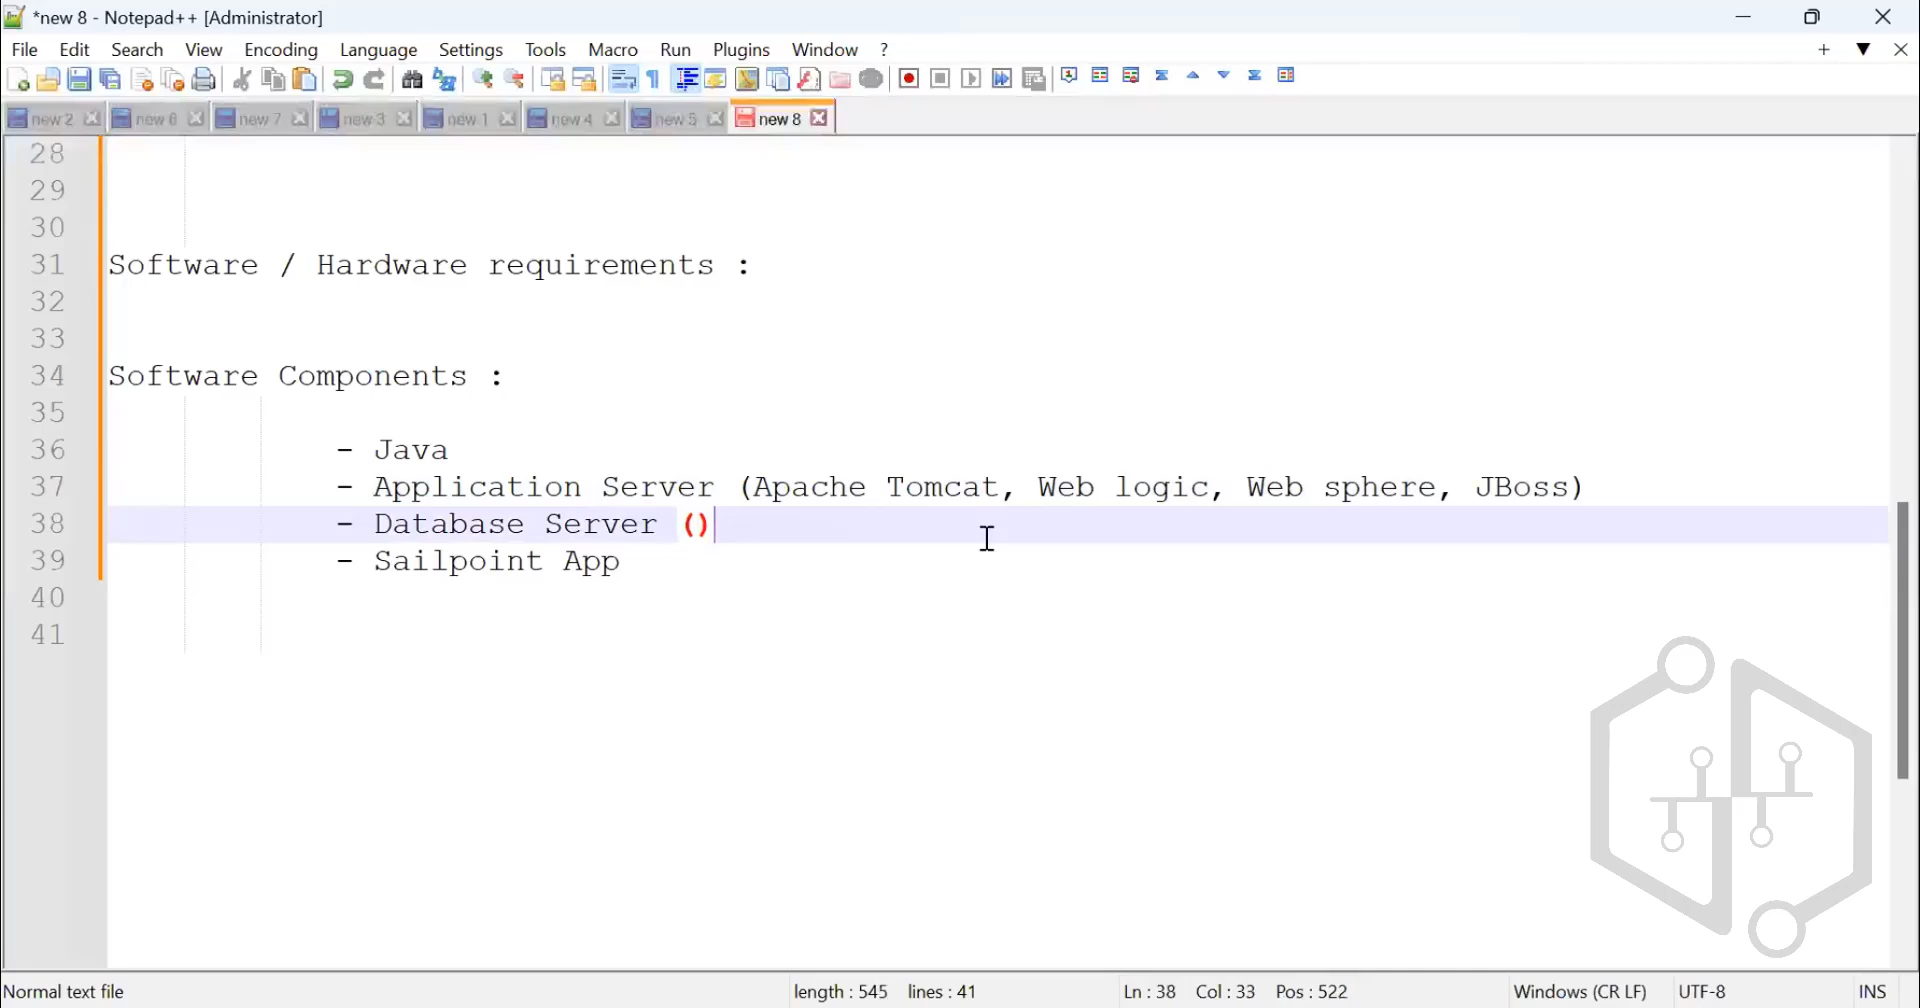 *new 8 - Notepad++ [Administrator]
File Edit Search View Encoding Language Settings Tools Macro Run Plugins Window ?
new 2 new 6 new 7 new 3 new 1 new 4 new 5 new 8
28
29
30
31 Software / Hardware requirements :
32
33
34 Software Components :
35
36 - Java
37 - Application Server (Apache Tomcat, Web logic, Web sphere, JBoss)
38 - Database Server ()
39 - Sailpoint App
40
41
Normal text file length : 545 lines : 41 Ln : 38 Col : 33 Pos : 522 Windows (CR LF) UTF-8 INS